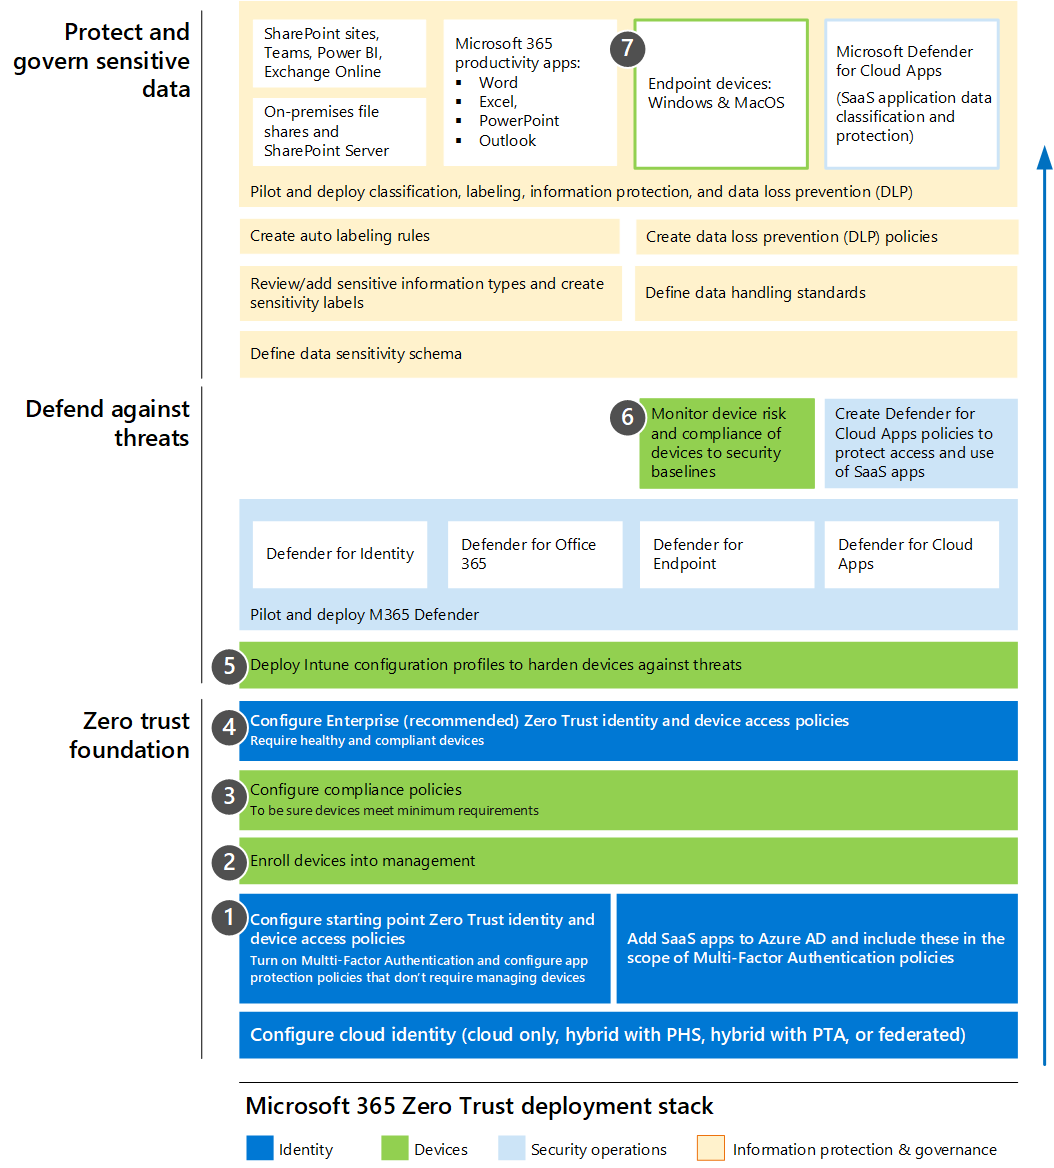 Protect and
govern sensitive
data
SharePoint sites,
Teams, Power BI,
Exchange Online
On-premises file
shares and
SharePoint Server
Microsoft 365
productivity apps:
▪ Word
▪ Excel,
▪ PowerPoint
▪ Outlook
7
Endpoint devices:
Windows & MacOS
Microsoft Defender
for Cloud Apps
(SaaS application data
classification and
protection)
Pilot and deploy classification, labeling, information protection, and data loss prevention (DLP)
Create auto labeling rules
Create data loss prevention (DLP) policies
Review/add sensitive information types and create
sensitivity labels
Define data handling standards
Define data sensitivity schema
Defend against
threats
6
Monitor device risk
and compliance of
devices to security
baselines
Create Defender for
Cloud Apps policies to
protect access and use
of SaaS apps
Defender for Identity
Defender for Office
365
Defender for
Endpoint
Defender for Cloud
Apps
Pilot and deploy M365 Defender
5
Deploy Intune configuration profiles to harden devices against threats
Zero trust
foundation
4
Configure Enterprise (recommended) Zero Trust identity and device access policies
Require healthy and compliant devices
3
Configure compliance policies
To be sure devices meet minimum requirements
2
Enroll devices into management
1
Configure starting point Zero Trust identity and
device access policies
Turn on Multti-Factor Authentication and configure app
protection policies that don’t require managing devices
Add SaaS apps to Azure AD and include these in the
scope of Multi-Factor Authentication policies
Configure cloud identity (cloud only, hybrid with PHS, hybrid with PTA, or federated)
Microsoft 365 Zero Trust deployment stack
Identity
Devices
Security operations
Information protection & governance